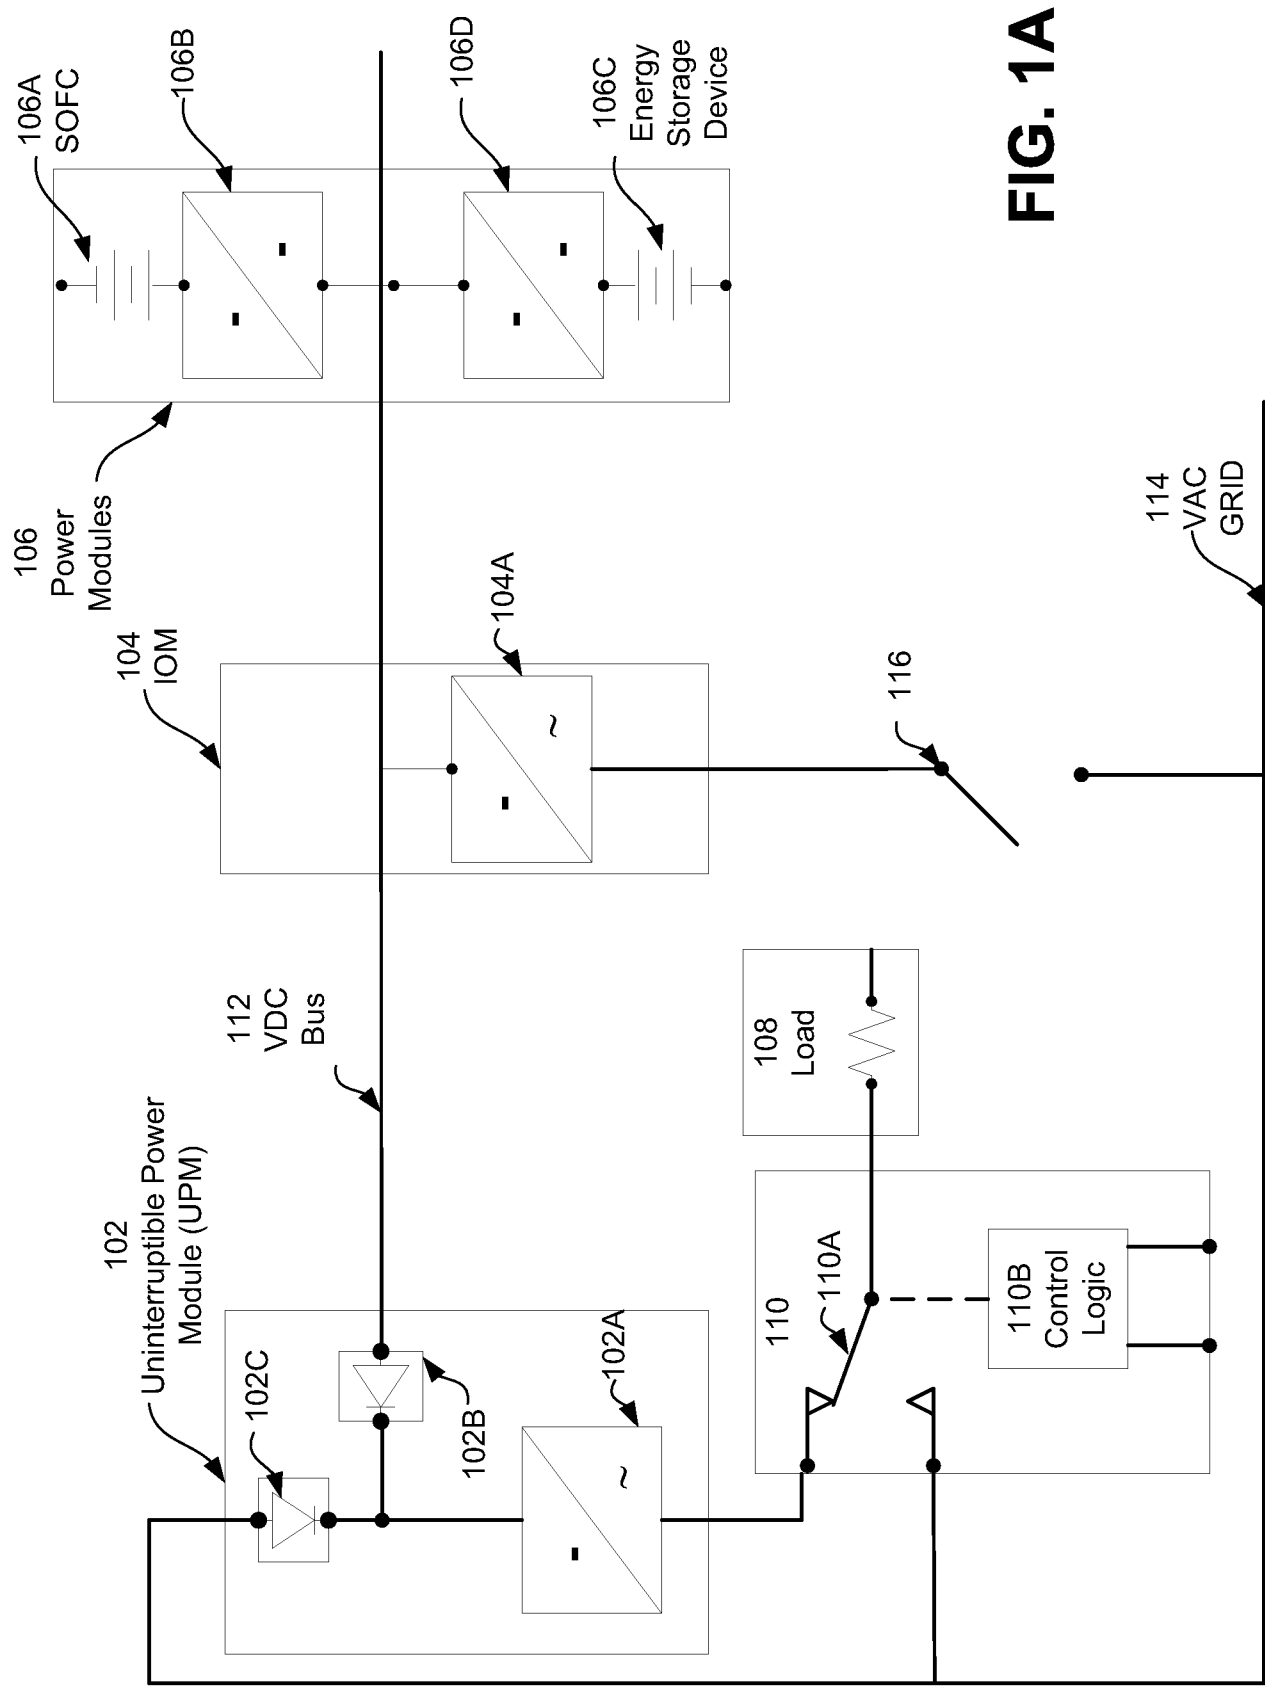 106A
SOFC
106B
106D
106C
Energy
Storage
Device
106
Power
Modules
104
IOM
104A
116
114
VAC
GRID
112
VDC
Bus
102
Uninterruptible Power
Module (UPM)
102C
102B
102A
108
Load
110
110A
110B
Control
Logic
FIG. 1A